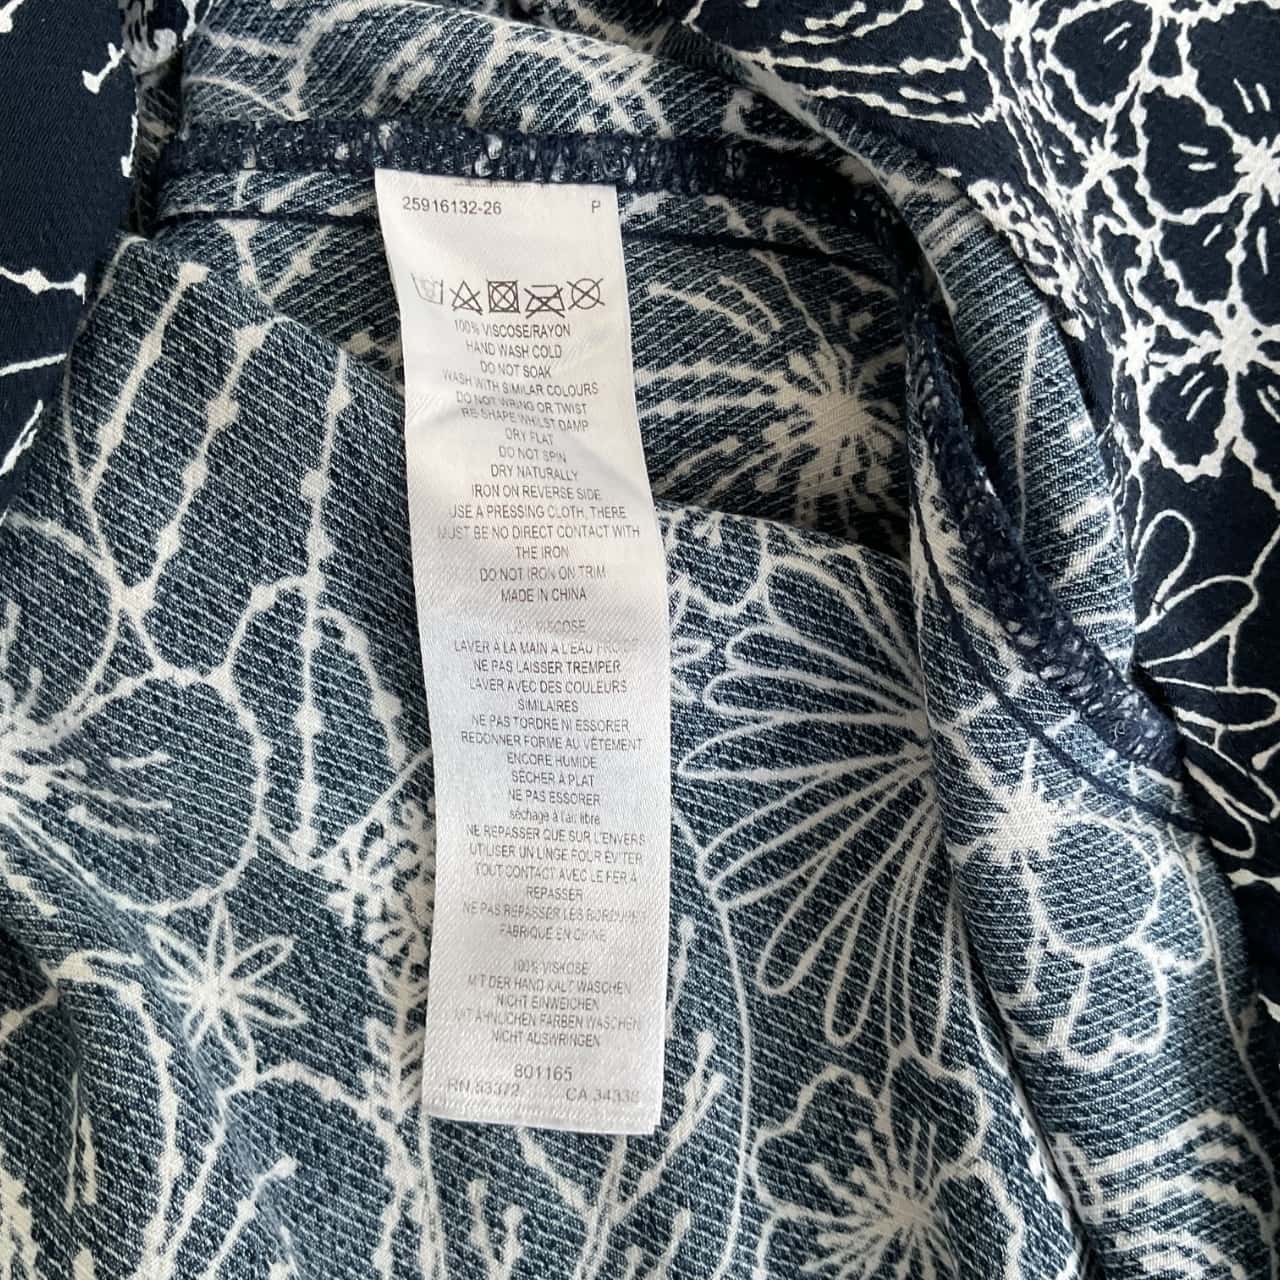 25916132-26 P
100% VISCOSE/RAYON
HAND WASH COLD
DO NOT SOAK
WASH WITH SIMILAR COLOURS
DO NOT WRING OR TWIST
RE-SHAPE WHILST DAMP
DRY FLAT
DO NOT SPIN
DRY NATURALLY
IRON ON REVERSE SIDE
USE A PRESSING CLOTH, THERE
MUST BE NO DIRECT CONTACT WITH
THE IRON
DO NOT IRON ON TRIM
MADE IN CHINA
VISCOSE
LAVER A LA MAIN A L'EAU FROIDE
NE PAS LAISSER TREMPER
LAVER AVEC DES COULEURS
SIMILAIRES
NE PAS TORDRE NI ESSORER
REDONNER FORME AU VÊTEMENT
ENCORE HUMIDE
SÉCHER À PLAT
NE PAS ESSORER
séchage à l'air libre
NE REPASSER QUE SUR L'ENVERS
UTILISER UN LINGE POUR EVITER
TOUT CONTACT AVEC LE FER A
REPASSER
NE PAS REPASSER LES BORDURES
FABRIQUE EN CHINE
100% VISKOSE
MIT DER HAND KALT WASCHEN
NICHT EINWEICHEN
MIT ÄHNLICHEN FARBEN WASCHEN
NICHT AUSWRINGEN
801165
RN 53372 CA 34338